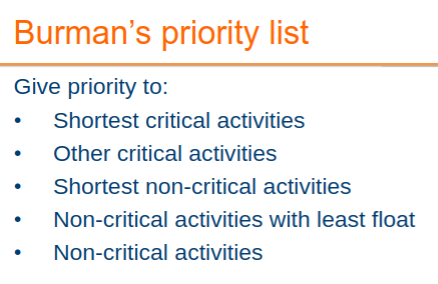 Burman’s priority list
Give priority to:
• Shortest critical activities
• Other critical activities
• Shortest non-critical activities
• Non-critical activities with least float
• Non-critical activities